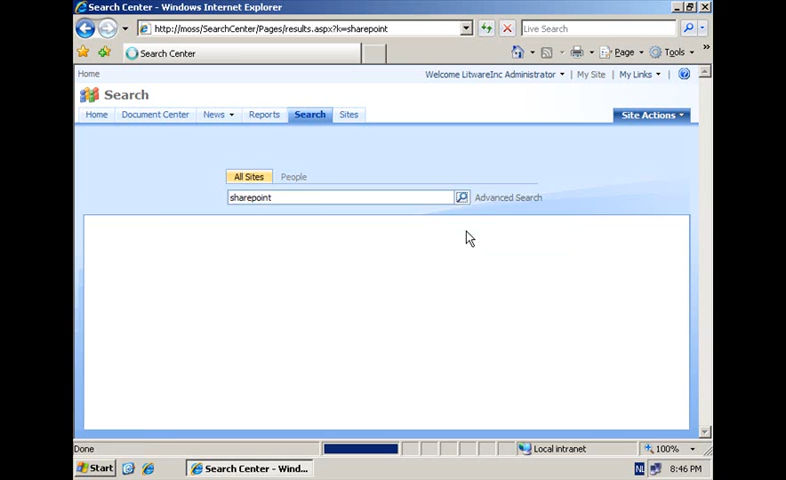 Search Center - Windows Internet Explorer
http://moss/SearchCenter/Pages/results.aspx?k=sharepoint
Live Search
Search Center
Page
Tools
Home
Welcome LitwareInc Administrator
My Site
My Links
Search
Home
Document Center
News
Reports
Search
Sites
Site Actions
All Sites
People
sharepoint
Advanced Search
Done
Local intranet
100%
Start
Search Center - Wind...
NL
8:46 PM